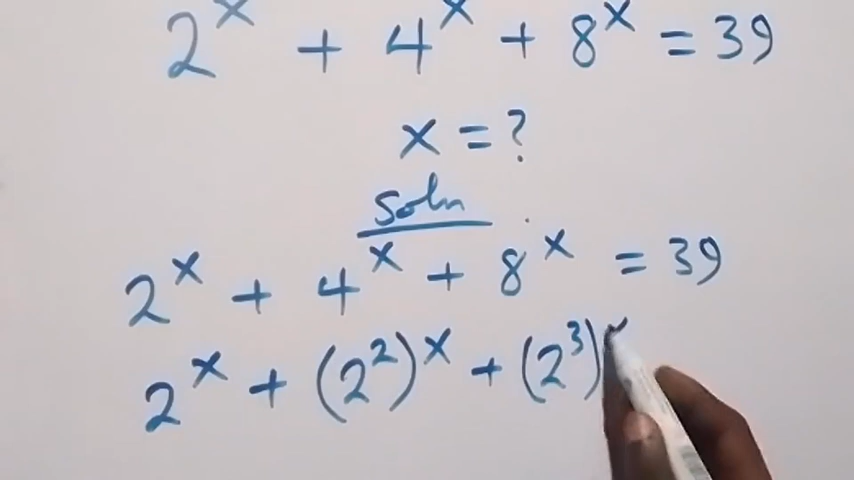 2^x + 4^x + 8^x = 39
x = ?
Soln
2^x + 4^x + 8^x = 39
2^x + (2^2)^x + (2^3)^x